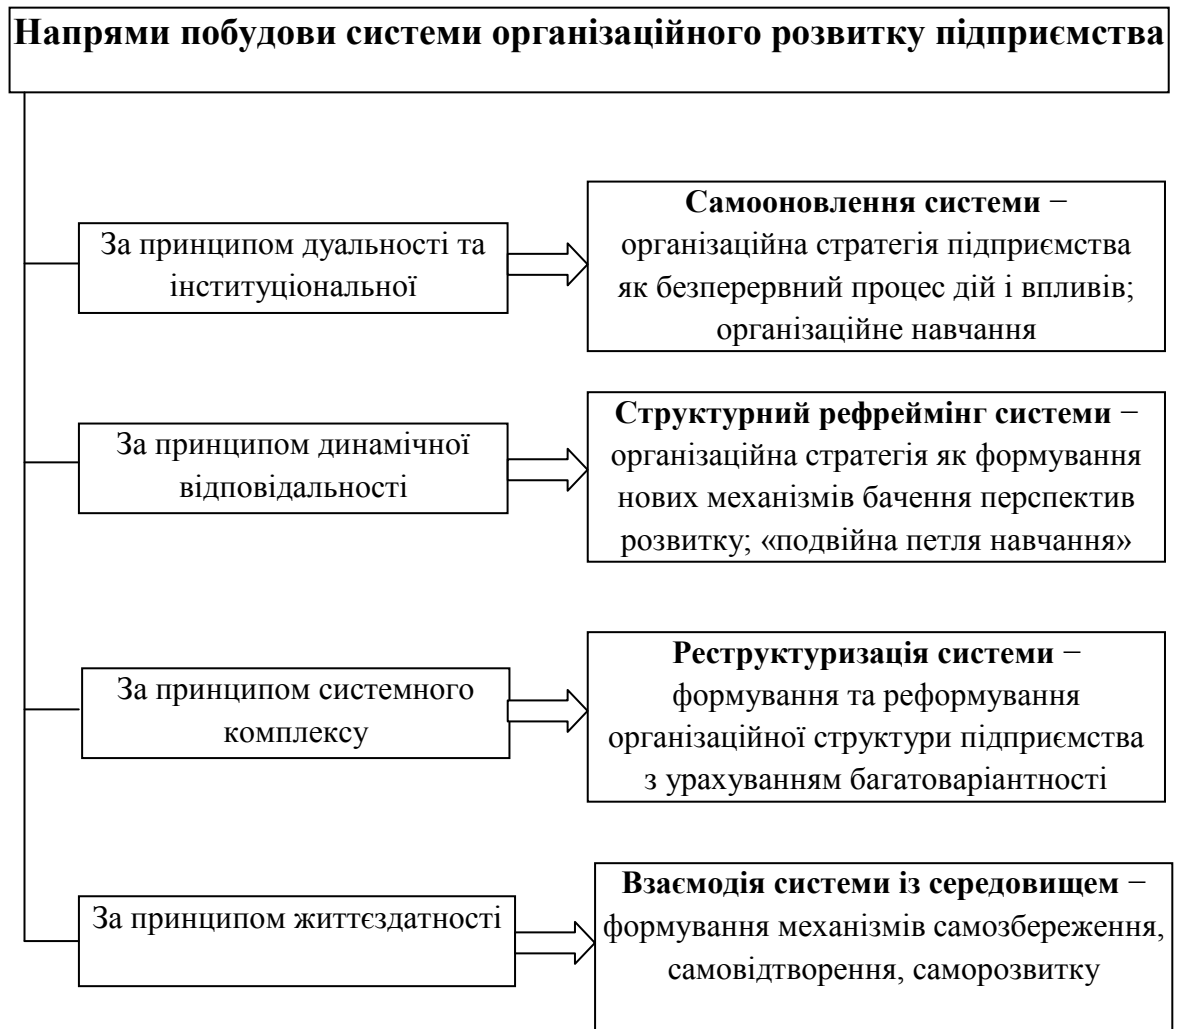 Напрями побудови системи організаційного розвитку підприємства
За принципом дуальності та
інституціональної
Самооновлення системи −
організаційна стратегія підприємства
як безперервний процес дій і впливів;
організаційне навчання
За принципом динамічної
відповідальності
Структурний рефреймінг системи −
організаційна стратегія як формування
нових механізмів бачення перспектив
розвитку; «подвійна петля навчання»
За принципом системного
комплексу
Реструктуризація системи −
формування та реформування
організаційної структури підприємства
з урахуванням багатоваріантності
За принципом життєздатності
Взаємодія системи із середовищем −
формування механізмів самозбереження,
самовідтворення, саморозвитку